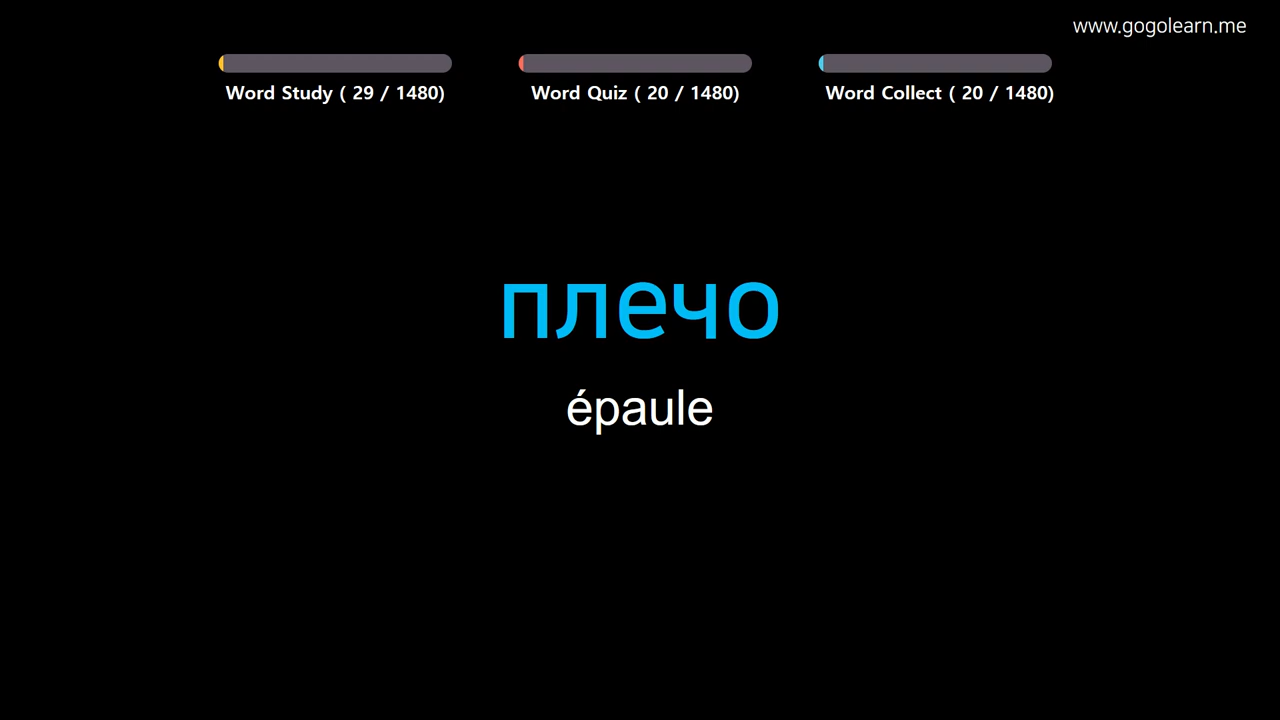 www.gogolearn.me
Word Study ( 29 / 1480)
Word Quiz ( 20 / 1480)
Word Collect ( 20 / 1480)
плечо
épaule